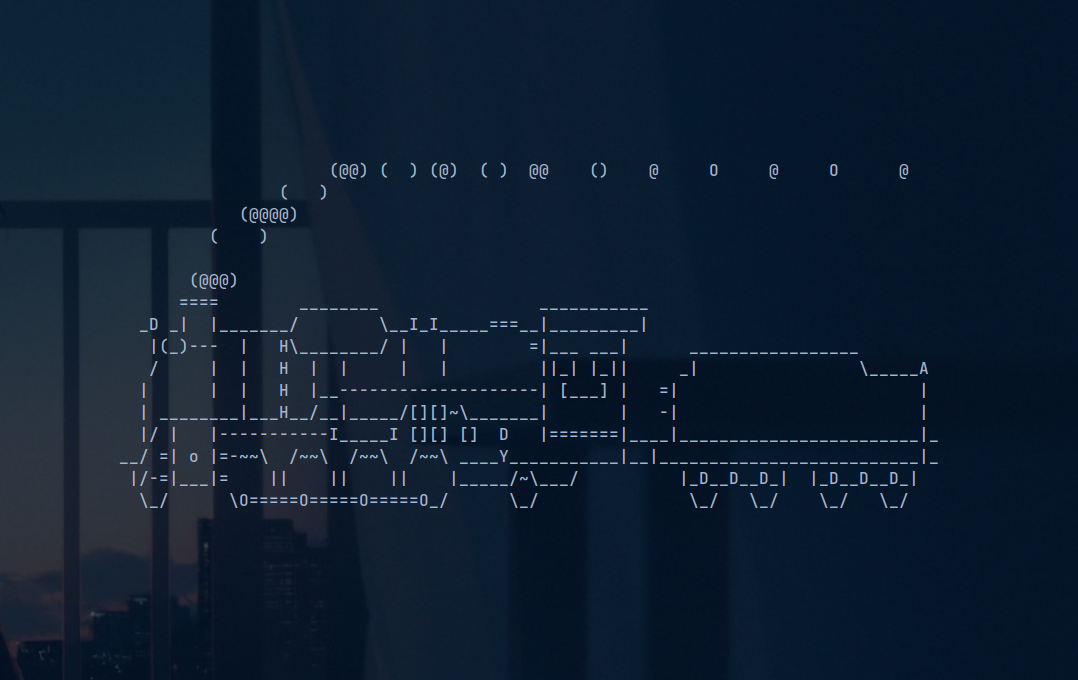 (@@) (  ) (@)  ( )  @@    ()    @     O     @     O      @
                (   )
            (@@@@)
         (    )

       (@@@)
      ====        ________                ___________
  _D _|  |_______/        \__I_I_____===__|_________|
   |(_)---  |   H\________/ |   |        =|___ ___|      _________________
   /     |  |   H  |  |     |   |         ||_| |_||     _|                \_____A
  |      |  |   H  |__--------------------| [___] |   =|                        |
  | ________|___H__/__|_____/[][]~\_______|       |   -|                        |
  |/ |   |-----------I_____I [][] []  D   |=======|____|________________________|_
__/ =| o |=-~~\  /~~\  /~~\  /~~\ ____Y___________|__|__________________________|_
 |/-=|___|=    ||    ||    ||    |_____/~\___/          |_D__D__D_|  |_D__D__D_|
  \_/      \O=====O=====O=====O_/      \_/               \_/   \_/    \_/   \_/